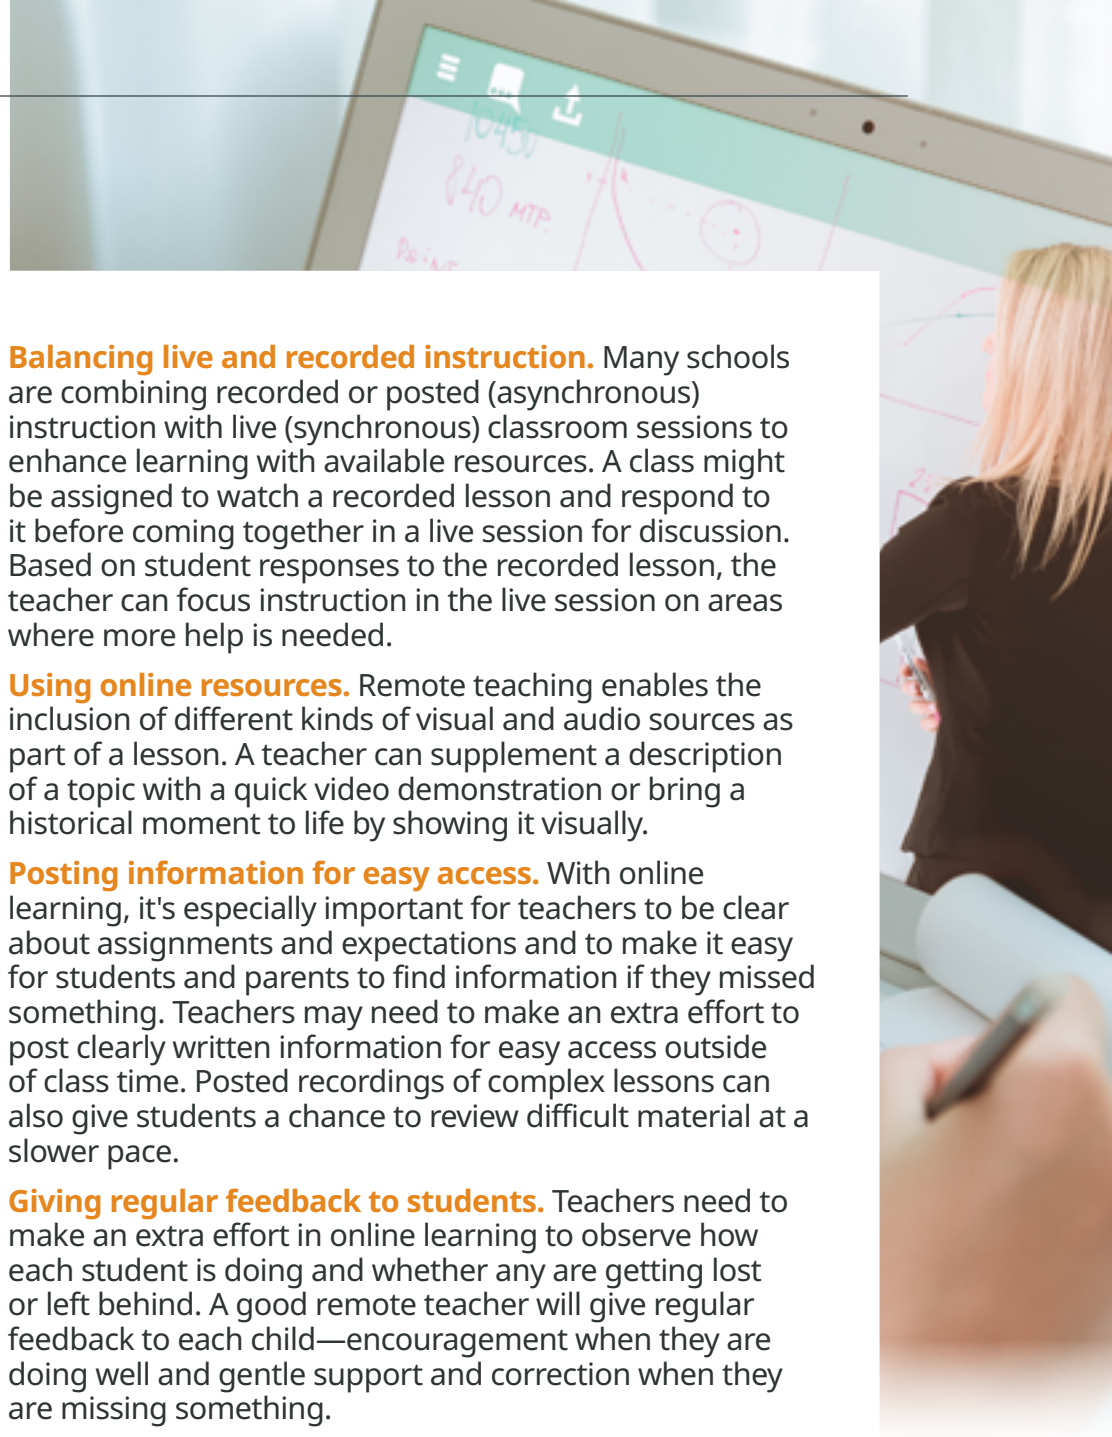 10450
840 MTP.
Balancing live and recorded instruction. Many schools
are combining recorded or posted (asynchronous)
instruction with live (synchronous) classroom sessions to
enhance learning with available resources. A class might
be assigned to watch a recorded lesson and respond to
it before coming together in a live session for discussion.
Based on student responses to the recorded lesson, the
teacher can focus instruction in the live session on areas
where more help is needed.
Using online resources. Remote teaching enables the
inclusion of different kinds of visual and audio sources as
part of a lesson. A teacher can supplement a description
of a topic with a quick video demonstration or bring a
historical moment to life by showing it visually.
Posting information for easy access. With online
learning, it's especially important for teachers to be clear
about assignments and expectations and to make it easy
for students and parents to find information if they missed
something. Teachers may need to make an extra effort to
post clearly written information for easy access outside
of class time. Posted recordings of complex lessons can
also give students a chance to review difficult material at a
slower pace.
Giving regular feedback to students. Teachers need to
make an extra effort in online learning to observe how
each student is doing and whether any are getting lost
or left behind. A good remote teacher will give regular
feedback to each child—encouragement when they are
doing well and gentle support and correction when they
are missing something.